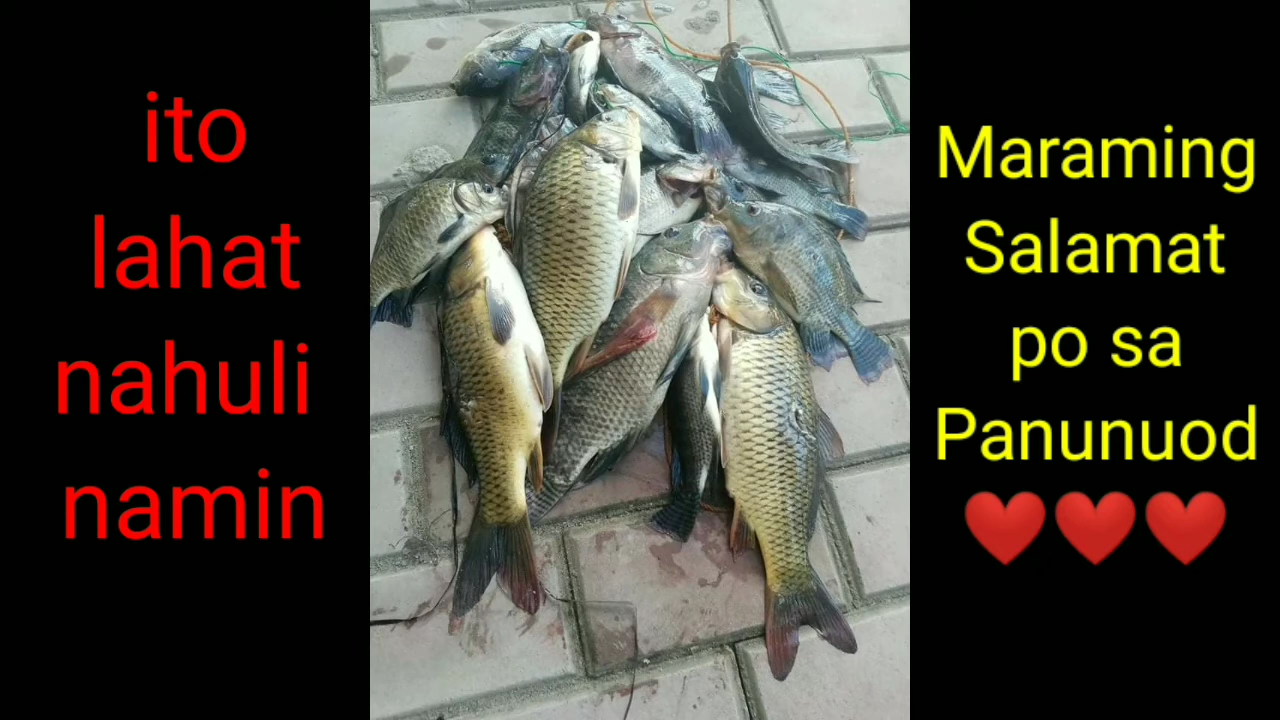 ito
lahat
nahuli
namin
Maraming
Salamat
po sa
Panunuod
❤️❤️❤️